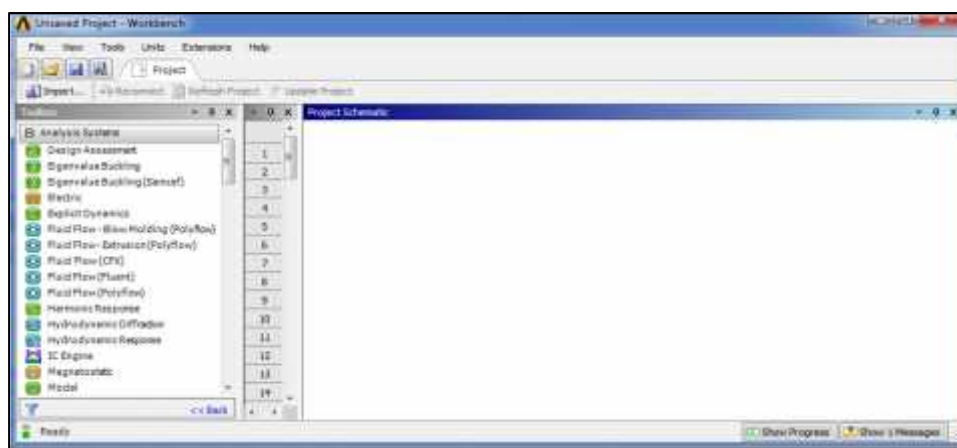 Unsaved Project - Workbench
File View Tools Units Extensions Help
Project
Import... Reconnect Refresh Project Update Project
Toolbox
Project Schematic
Analysis Systems
Design Assessment
Eigenvalue Buckling
Eigenvalue Buckling (Samcef)
Electric
Explicit Dynamics
Fluid Flow - Blow Molding (Polyflow)
Fluid Flow - Extrusion (Polyflow)
Fluid Flow (CFX)
Fluid Flow (Fluent)
Fluid Flow (Polyflow)
Harmonic Response
Hydrodynamic Diffraction
Hydrodynamic Response
IC Engine
Magnetostatic
Modal
<< Back
1
2
3
4
5
6
7
8
9
10
11
12
13
14
Ready
Show Progress Show 1 Messages